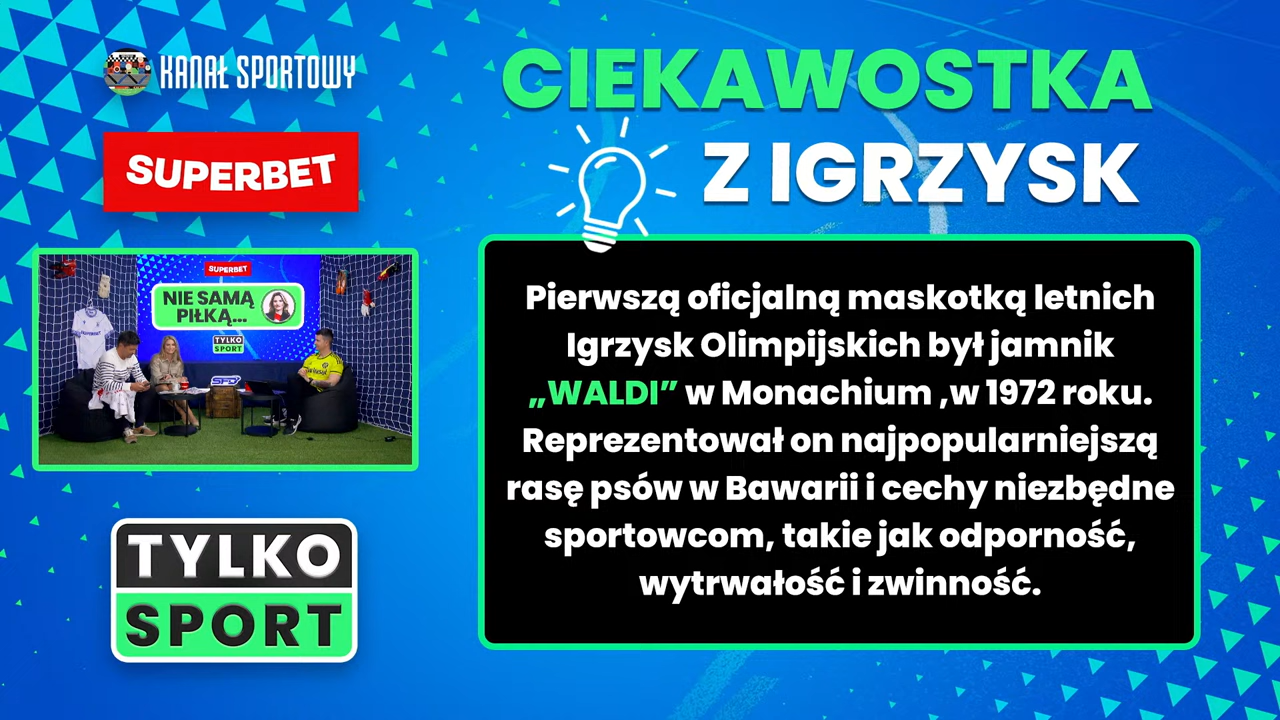 KANAŁ SPORTOWY
SUPERBET
CIEKAWOSTKA
Z IGRZYSK
SUPERBET
NIE SAMĄ
PIŁKĄ...
TYLKO
SPORT
SFD
Pierwszą oficjalną maskotką letnich
Igrzysk Olimpijskich był jamnik
„WALDI” w Monachium ,w 1972 roku.
Reprezentował on najpopularniejszą
rasę psów w Bawarii i cechy niezbędne
sportowcom, takie jak odporność,
wytrwałość i zwinność.
TYLKO
SPORT